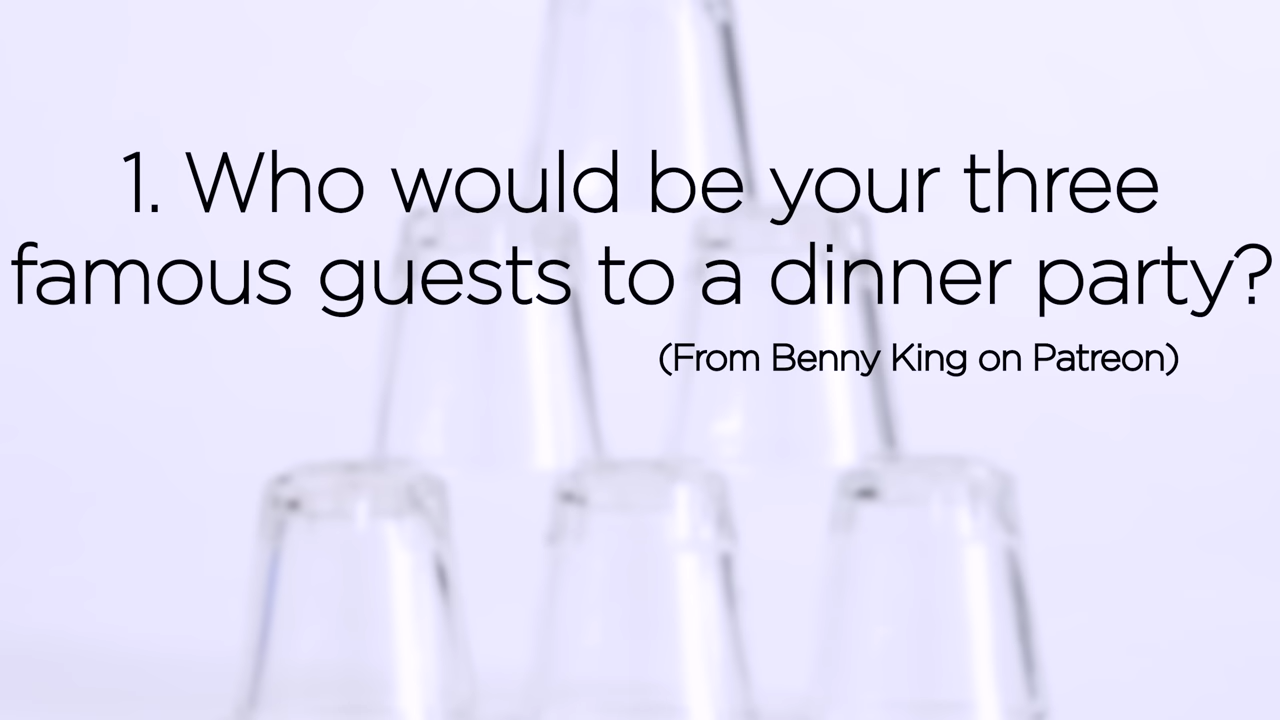 1. Who would be your three
famous guests to a dinner party?
(From Benny King on Patreon)